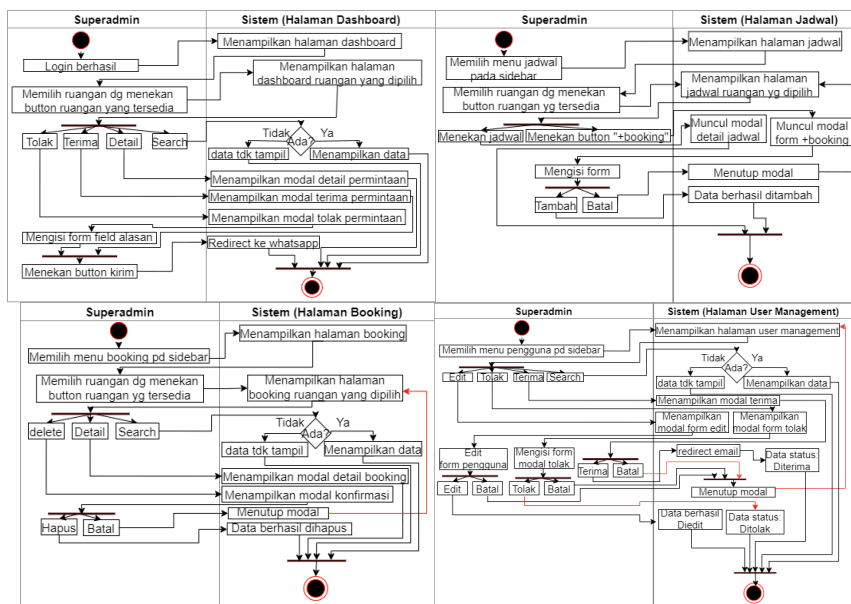 Superadmin
Sistem (Halaman Dashboard)
Login berhasil
Menampilkan halaman dashboard
Memilih ruangan dg menekan
button ruangan yang tersedia
Menampilkan halaman
dashboard ruangan yang dipilih
Tolak
Terima
Detail
Search
Tidak
Ada?
Ya
data tdk tampil
Menampilkan data
Menampilkan modal detail permintaan
Menampilkan modal terima permintaan
Menampilkan modal tolak permintaan
Mengisi form field alasan
Redirect ke whatsapp
Menekan button kirim
Superadmin
Sistem (Halaman Jadwal)
Memilih menu jadwal
pada sidebar
Menampilkan halaman jadwal
Memilih ruangan dg menekan
button ruangan yg tersedia
Menampilkan halaman
jadwal ruangan yg dipilih
Menekan jadwal
Menekan button "+booking"
Muncul modal
detail jadwal
Muncul modal
form +booking
Mengisi form
Menutup modal
Tambah
Batal
Data berhasil ditambah
Superadmin
Sistem (Halaman Booking)
Memilih menu booking pd sidebar
Menampilkan halaman booking
Memilih ruangan dg menekan
button ruangan yg tersedia
Menampilkan halaman
booking ruangan yang dipilih
delete
Detail
Search
Tidak
Ada?
Ya
data tdk tampil
Menampilkan data
Menampilkan modal detail booking
Menampilkan modal konfirmasi
Hapus
Batal
Menutup modal
Data berhasil dihapus
Superadmin
Sistem (Halaman User Management)
Memilih menu pengguna pd sidebar
Menampilkan halaman user management
Edit
Tolak
Terima
Search
Tidak
Ada?
Ya
data tdk tampil
Menampilkan data
Menampilkan modal terima
Menampilkan
modal form edit
Menampilkan
modal form tolak
Edit
form pengguna
Mengisi form
modal tolak
Terima
Batal
redirect email
Data status:
Diterima
Edit
Batal
Tolak
Batal
Menutup modal
Data berhasil
Diedit
Data status:
Ditolak